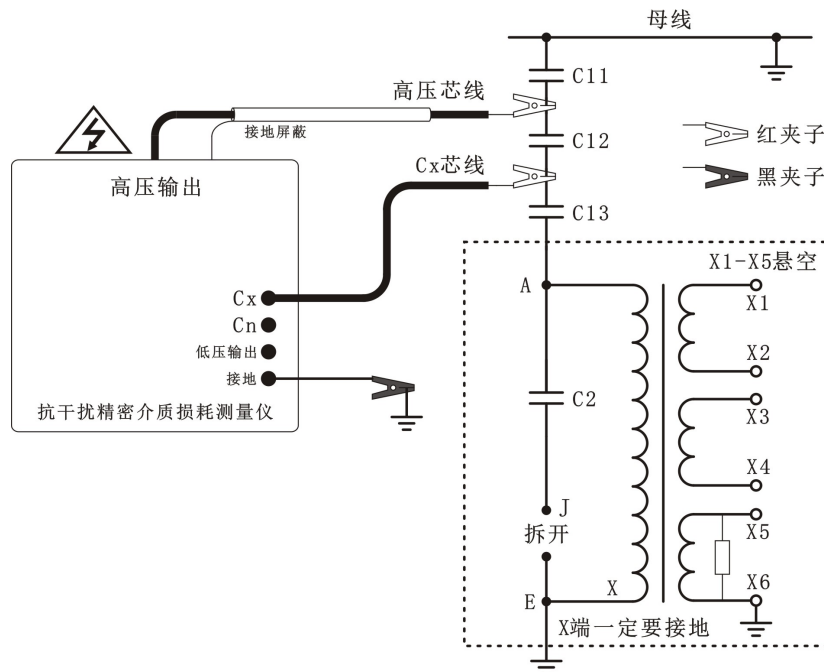 母线
C11
高压芯线
接地屏蔽
C12
红夹子
高压输出
Cx芯线
黑夹子
C13
X1-X5悬空
A
X1
Cx
Cn
X2
低压输出
接地
C2
X3
抗干扰精密介质损耗测量仪
X4
J
拆开
X5
E
X
X6
X端一定要接地